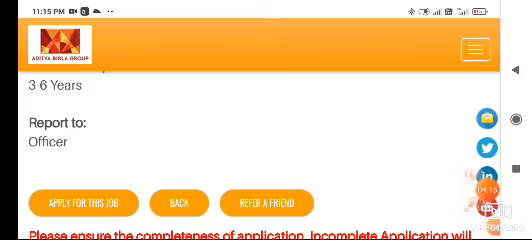 11:15 PM
ADITYA BIRLA GROUP
3-6 Years
Report to:
Officer
in
04:15
APPLY FOR THIS JOB
BACK
REFER A FRIEND
Please ensure the completeness of application. Incomplete Application will